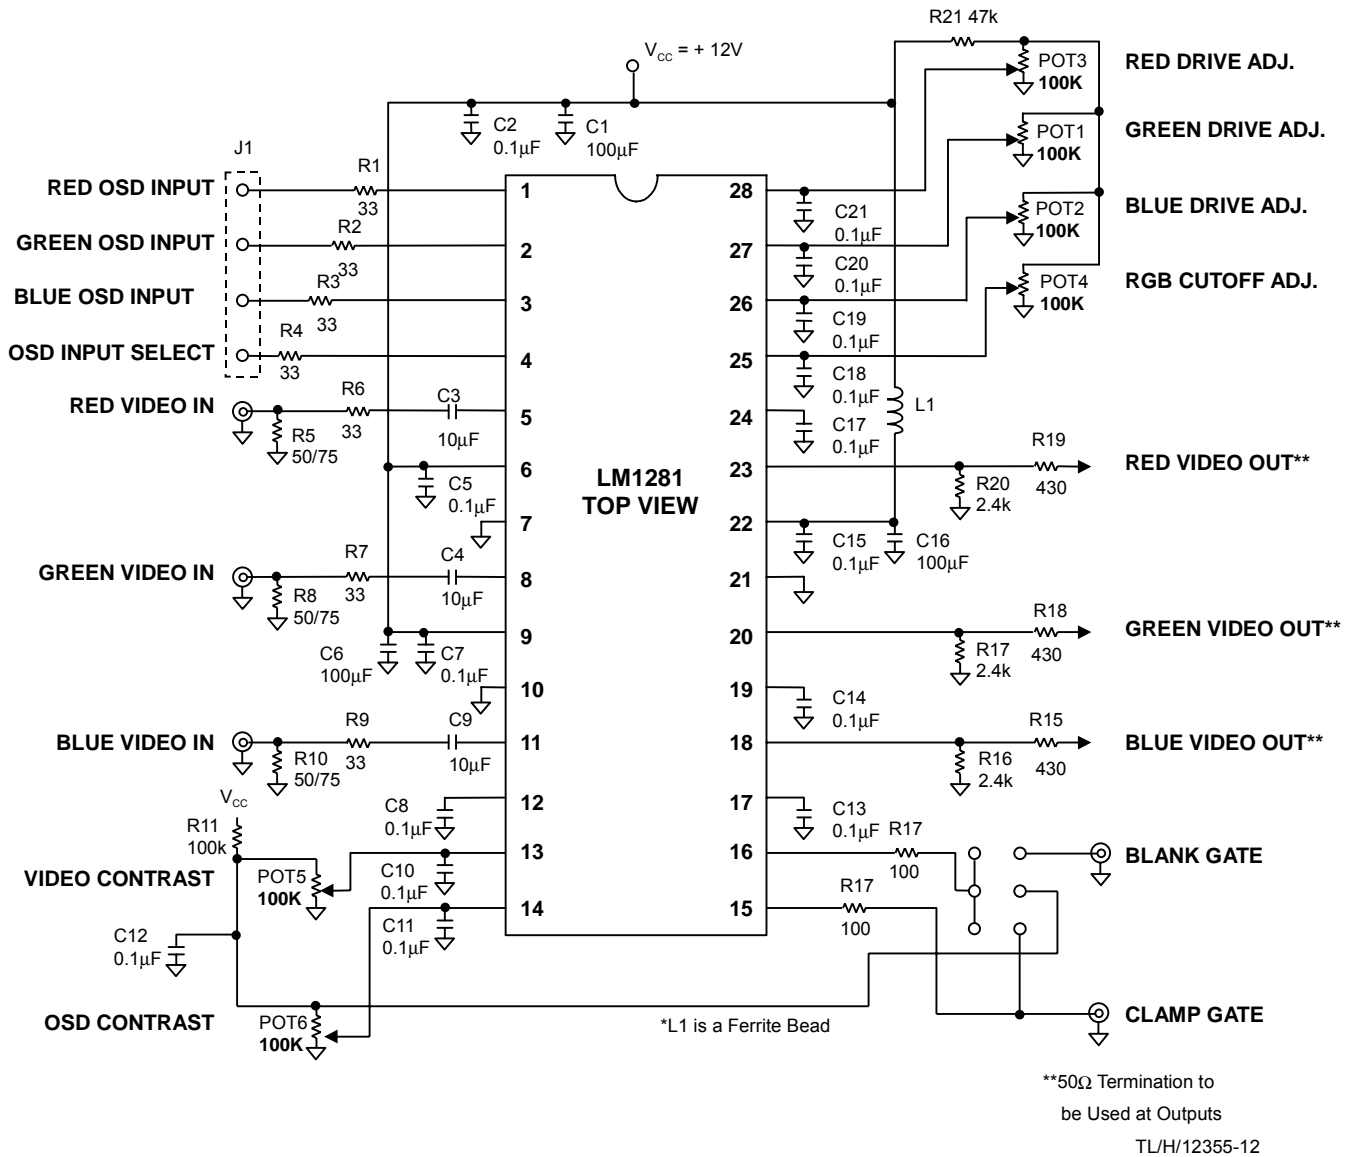 R21 47k
V_CC = + 12V
POT3
100K
RED DRIVE ADJ.
C2
0.1µF
C1
100µF
POT1
100K
GREEN DRIVE ADJ.
J1
R1
33
RED OSD INPUT
1
28
C21
0.1µF
POT2
100K
BLUE DRIVE ADJ.
R2
33
GREEN OSD INPUT
2
27
C20
0.1µF
POT4
100K
RGB CUTOFF ADJ.
R3
33
BLUE OSD INPUT
3
26
C19
0.1µF
R4
33
OSD INPUT SELECT
4
25
C18
0.1µF
L1
RED VIDEO IN
R5
50/75
R6
33
C3
10µF
5
24
C17
0.1µF
C5
0.1µF
6
LM1281
TOP VIEW
23
R20
2.4k
R19
430
RED VIDEO OUT**
7
22
C15
0.1µF
C16
100µF
GREEN VIDEO IN
R8
50/75
R7
33
C4
10µF
8
21
C6
100µF
C7
0.1µF
9
20
R17
2.4k
R18
430
GREEN VIDEO OUT**
10
19
C14
0.1µF
BLUE VIDEO IN
R10
50/75
R9
33
C9
10µF
11
18
R16
2.4k
R15
430
BLUE VIDEO OUT**
V_CC
R11
100k
C8
0.1µF
12
17
C13
0.1µF
VIDEO CONTRAST
POT5
100K
C10
0.1µF
13
16
R17
100
BLANK GATE
C12
0.1µF
C11
0.1µF
14
15
R17
100
OSD CONTRAST
POT6
100K
*L1 is a Ferrite Bead
CLAMP GATE
**50Ω Termination to
be Used at Outputs
TL/H/12355-12